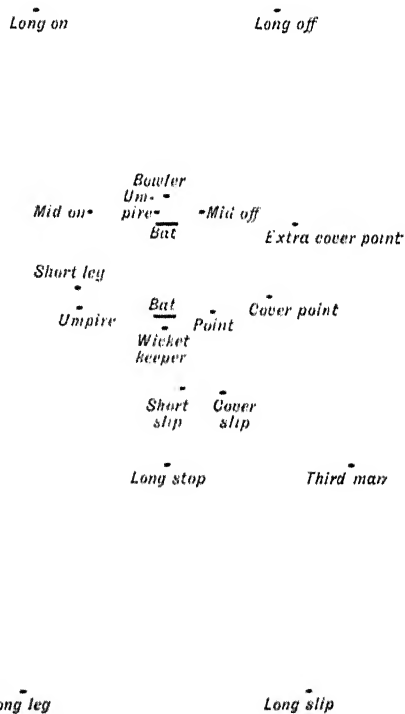 Long on Long off
Bowler
Um-
Mid on pire Mid off
Bat
Extra cover point
Short leg
Bat
Umpire Point Cover point
Wicket
keeper
Short Cover
slip slip
Long stop Third man
ong leg Long slip